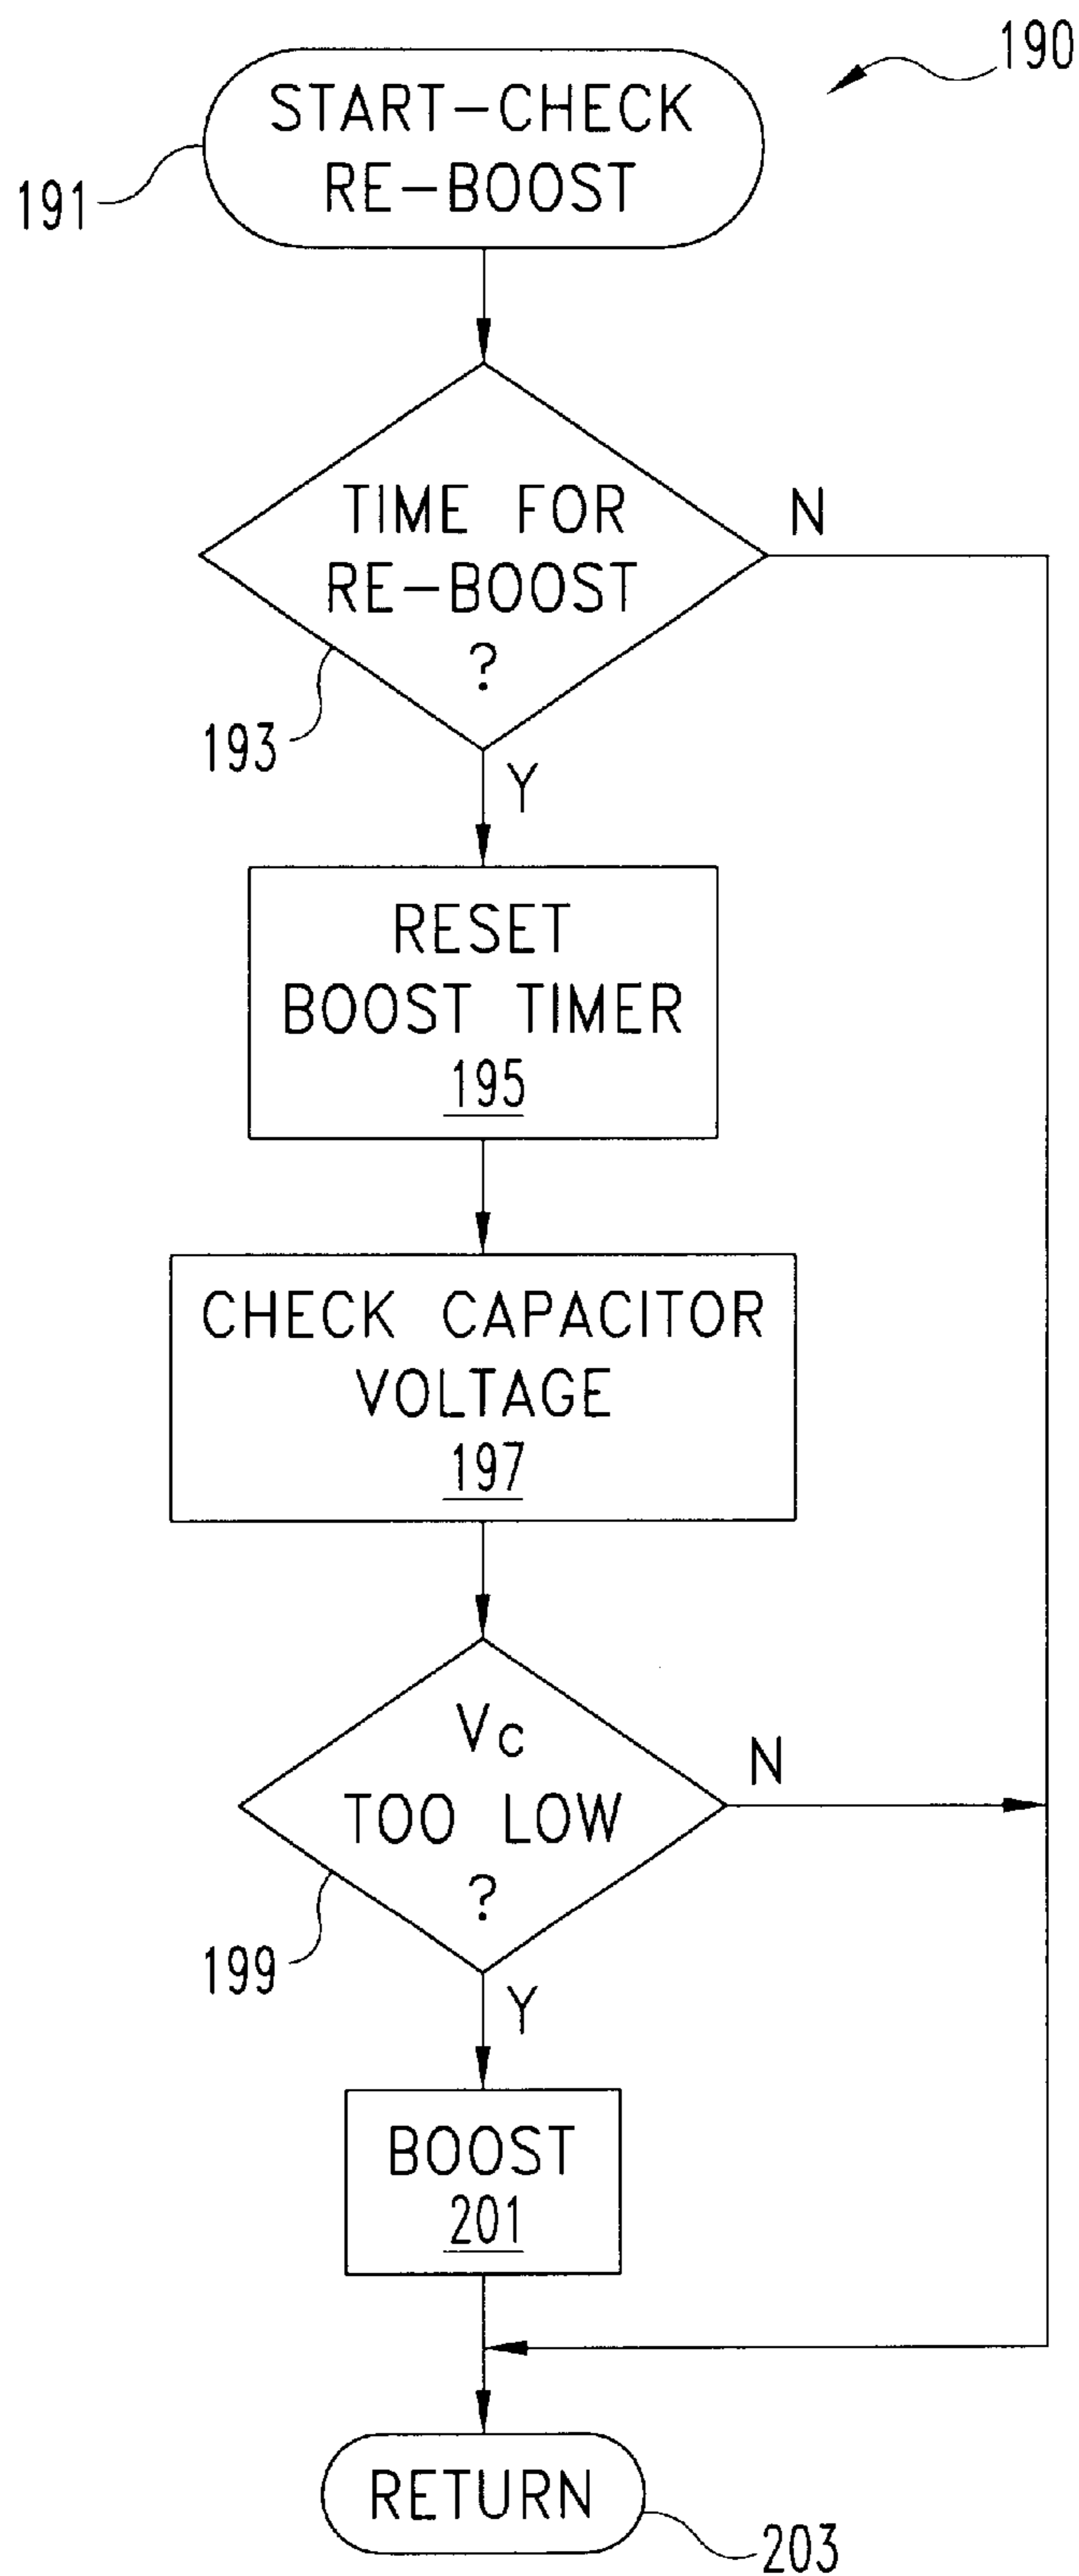 190
START-CHECK
RE-BOOST
191
TIME FOR
RE-BOOST
?
N
193
Y
RESET
BOOST TIMER
195
CHECK CAPACITOR
VOLTAGE
197
Vc
TOO LOW
?
N
199
Y
BOOST
201
RETURN
203